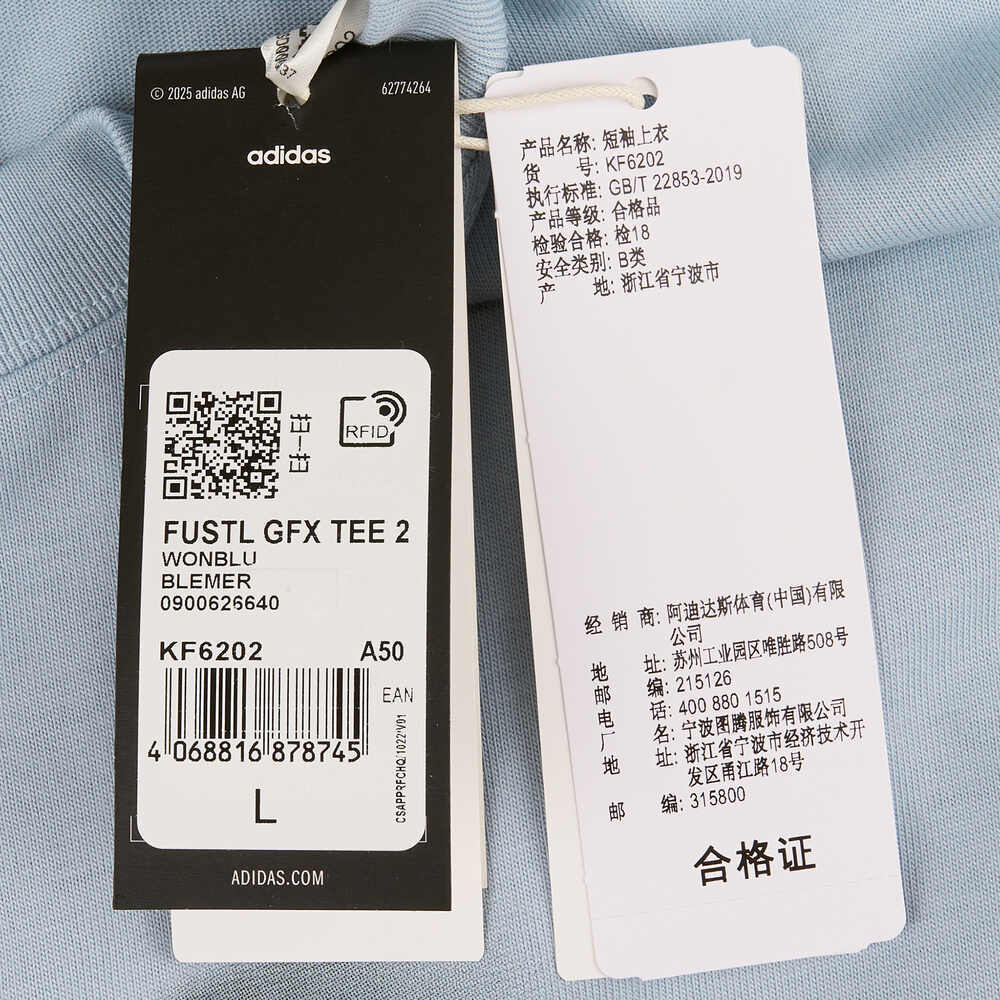 © 2025 adidas AG
62774264
adidas
扫一扫
RFID
FUSTL GFX TEE 2
WONBLU
BLEMER
0900626640
KF6202 A50
EAN
4 068816 878745
CSAPPRFCHQ/1022\V01
L
ADIDAS.COM
产品名称: 短袖上衣
货 号: KF6202
执行标准: GB/T 22853-2019
产品等级: 合格品
检验合格: 检18
安全类别: B类
产 地: 浙江省宁波市
经 销 商: 阿迪达斯体育(中国)有限
公司
地 址: 苏州工业园区唯胜路508号
邮 编: 215126
电 话: 400 880 1515
厂 名: 宁波图腾服饰有限公司
地 址: 浙江省宁波市经济技术开
发区甬江路18号
邮 编: 315800
合格证